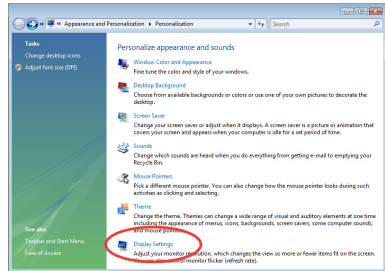 « Appearance and Personalization ▸ Personalization
Search
Tasks
Change desktop icons
Adjust font size (DPI)
See also
Taskbar and Start Menu
Ease of Access
Personalize appearance and sounds
Window Color and Appearance
Fine tune the color and style of your windows.
Desktop Background
Choose from available backgrounds or colors or use one of your own pictures to decorate the
desktop.
Screen Saver
Change your screen saver or adjust when it displays. A screen saver is a picture or animation that
covers your screen and appears when your computer is idle for a set period of time.
Sounds
Change which sounds are heard when you do everything from getting e-mail to emptying your
Recycle Bin.
Mouse Pointers
Pick a different mouse pointer. You can also change how the mouse pointer looks during such
activities as clicking and selecting.
Theme
Change the theme. Themes can change a wide range of visual and auditory elements at one time
including the appearance of menus, icons, backgrounds, screen savers, some computer sounds,
and mouse pointers.
Display Settings
Adjust your monitor resolution, which changes the view so more or fewer items fit on the screen.
You can also control monitor flicker (refresh rate).